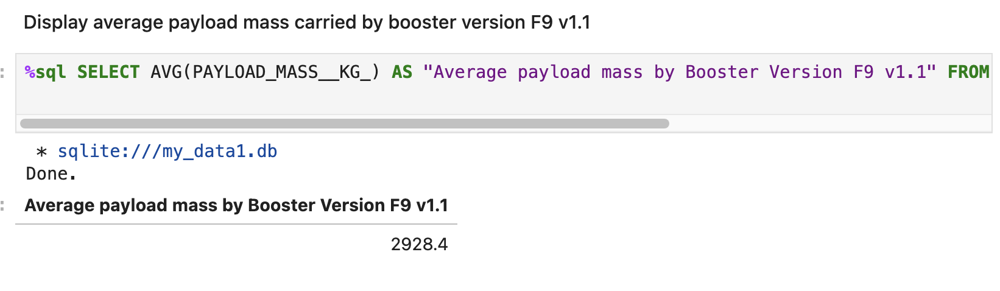 Display average payload mass carried by booster version F9 v1.1
: %sql SELECT AVG(PAYLOAD_MASS__KG_) AS "Average payload mass by Booster Version F9 v1.1" FROM
* sqlite:///my_data1.db
Done.
: Average payload mass by Booster Version F9 v1.1
2928.4